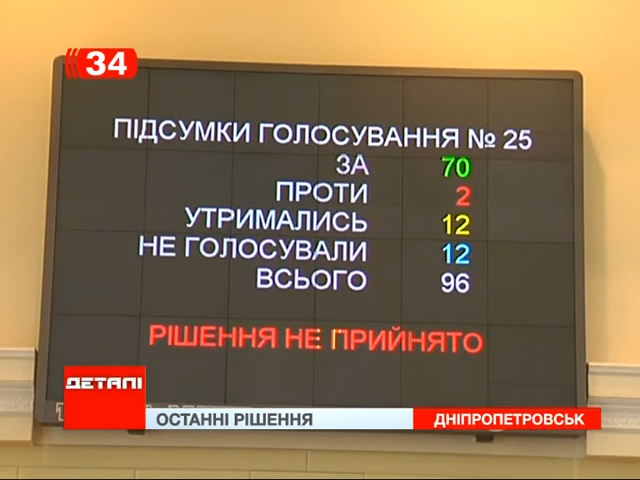 34
ПІДСУМКИ ГОЛОСУВАННЯ № 25
ЗА 70
ПРОТИ 2
УТРИМАЛИСЬ 12
НЕ ГОЛОСУВАЛИ 12
ВСЬОГО 96
РІШЕННЯ НЕ ПРИЙНЯТО
ДЕТАЛІ
ОСТАННІ РІШЕННЯ
ДНІПРОПЕТРОВСЬК